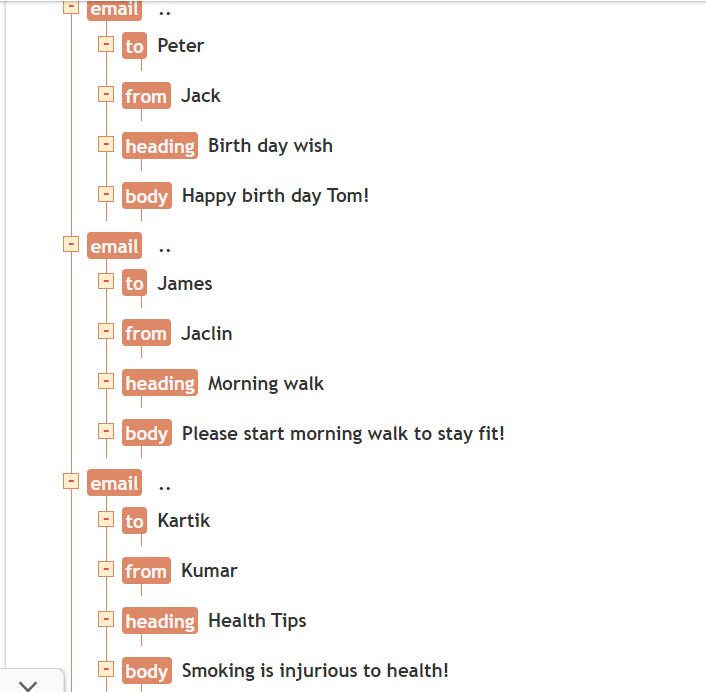 email ..
to Peter
from Jack
heading Birth day wish
body Happy birth day Tom!
email ..
to James
from Jaclin
heading Morning walk
body Please start morning walk to stay fit!
email ..
to Kartik
from Kumar
heading Health Tips
body Smoking is injurious to health!